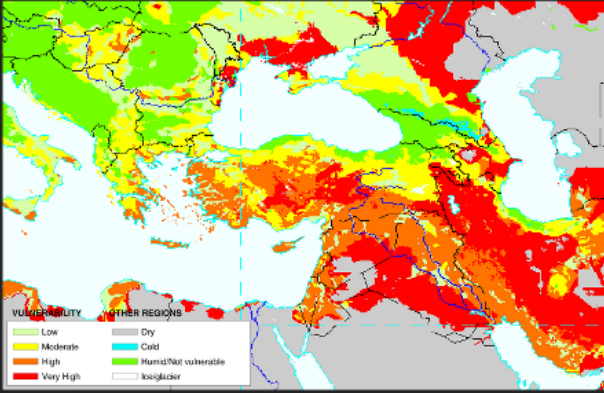 VULNERABILITY OTHER REGIONS
Low Dry
Moderate Cold
High Humid/Not vulnerable
Very High Ice/glacier